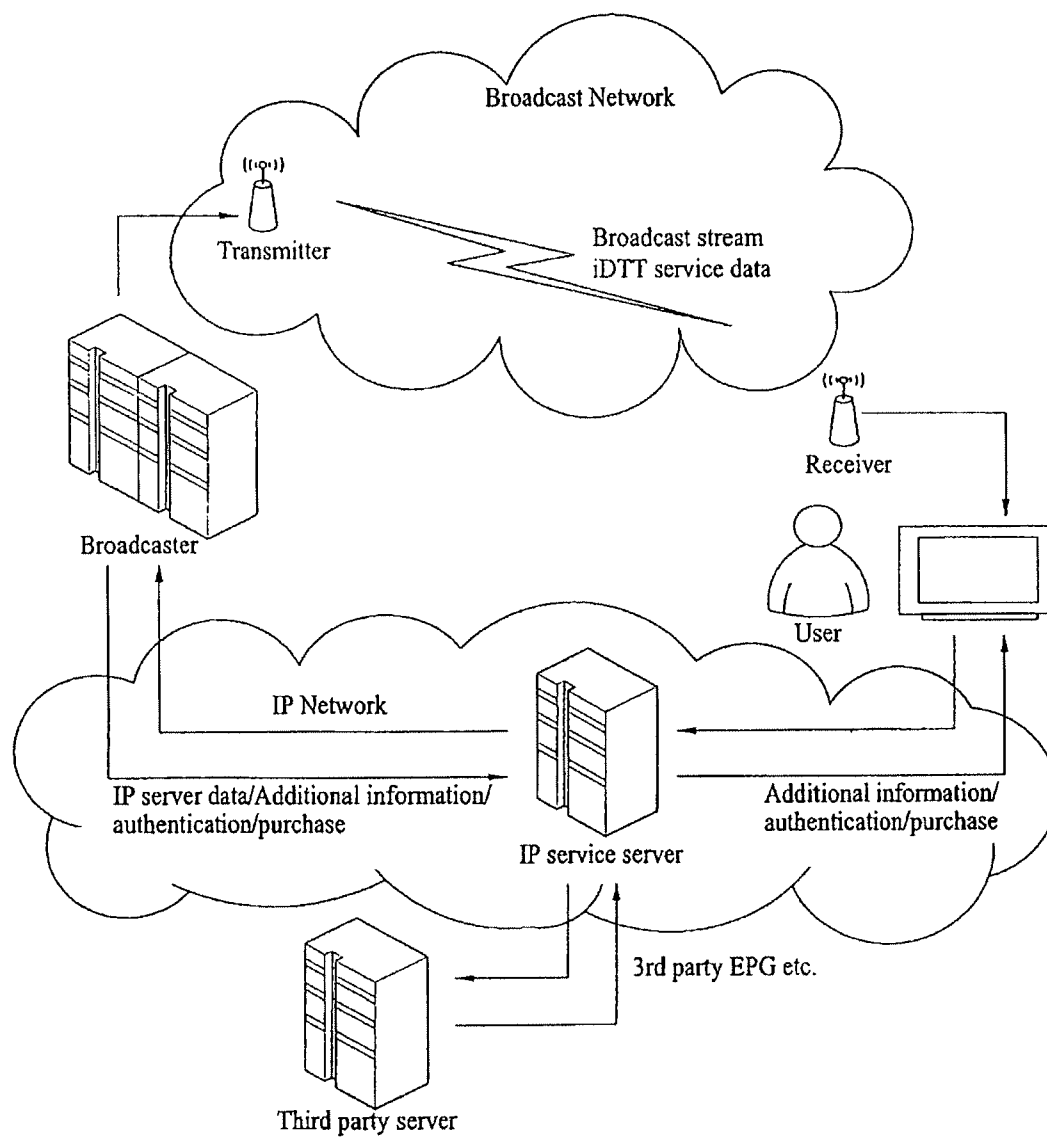 Broadcast Network
Transmitter
Broadcast stream
iDTT service data
Receiver
Broadcaster
User
IP Network
IP server data/Additional information/
authentication/purchase
Additional information/
authentication/purchase
IP service server
3rd party EPG etc.
Third party server